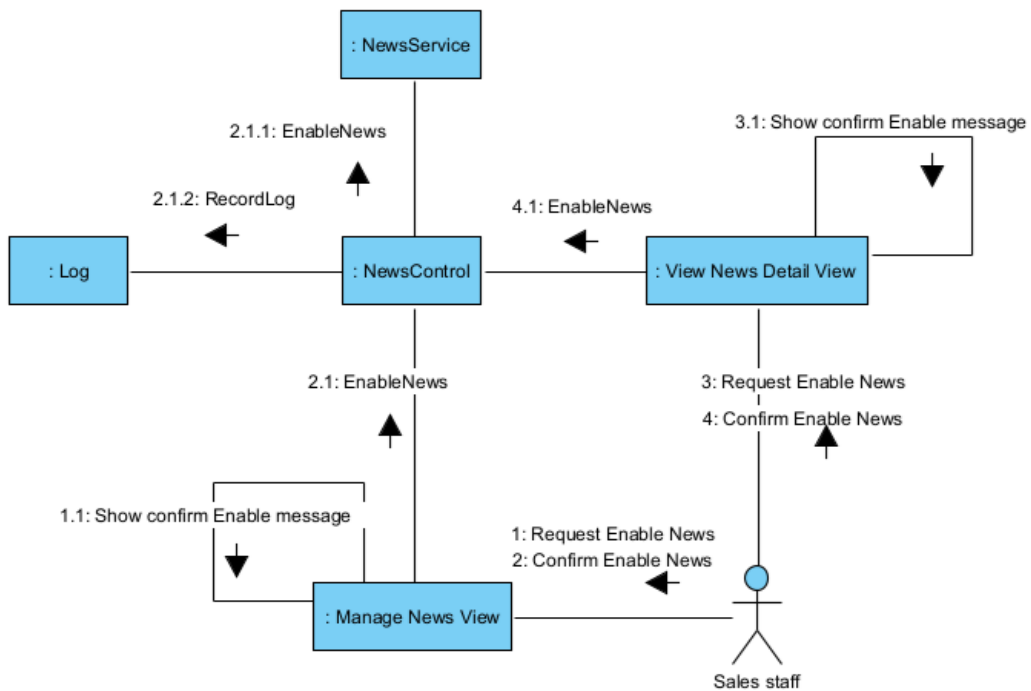 : NewsService
3.1: Show confirm Enable message
2.1.1: EnableNews
2.1.2: RecordLog
4.1: EnableNews
: Log
: NewsControl
: View News Detail View
2.1: EnableNews
3: Request Enable News
4: Confirm Enable News
1.1: Show confirm Enable message
1: Request Enable News
2: Confirm Enable News
: Manage News View
Sales staff